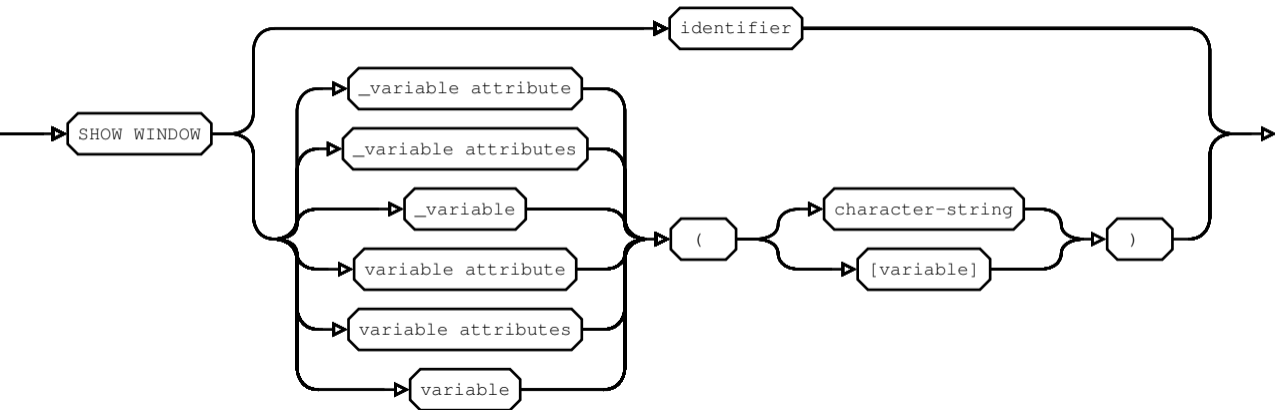 identifier
_variable attribute
SHOW WINDOW
_variable attributes
_variable
character-string
(
)
variable attribute
[variable]
variable attributes
variable